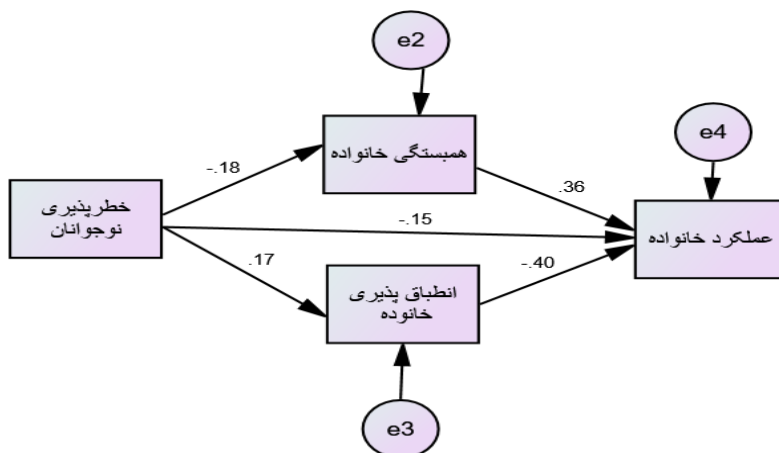 e2
e4
همبستگی خانواده
-.18
.36
خطرپذیری
نوجوانان
-.15
عملکرد خانواده
.17
-.40
انطباق پذیری
خانوده
e3